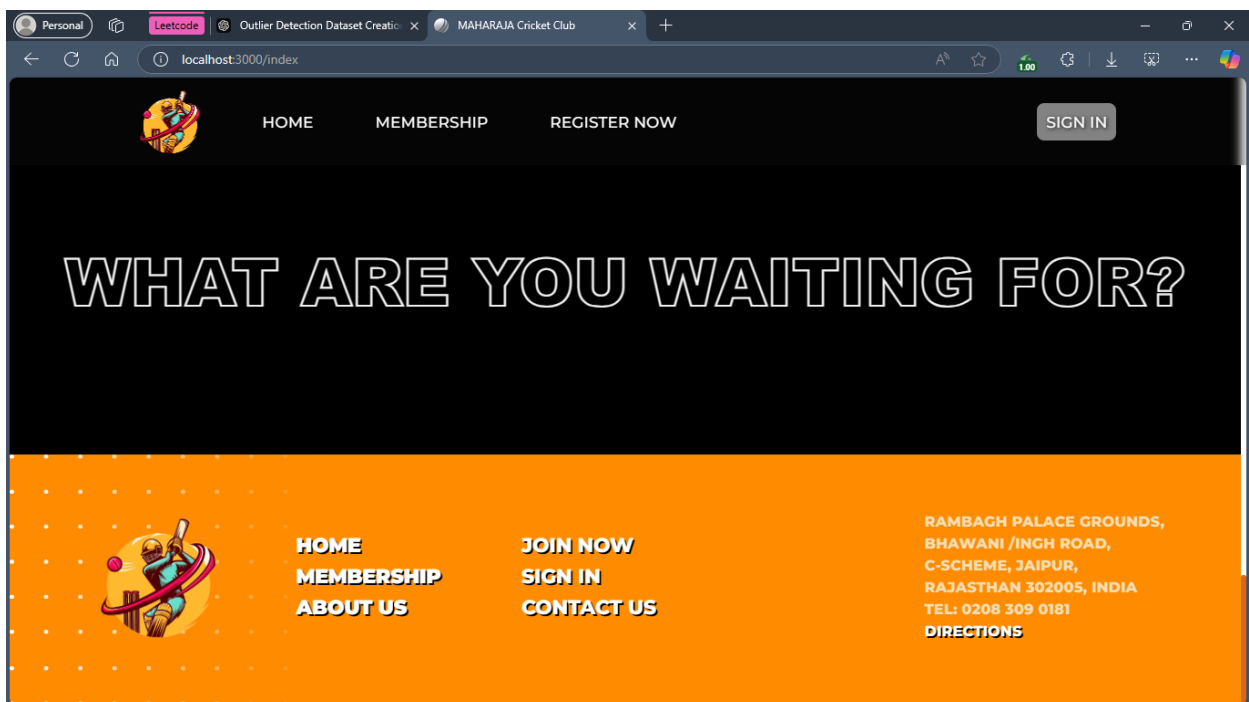 Personal
Leetcode
Outlier Detection Dataset Creatio
MAHARAJA Cricket Club
localhost:3000/index
1.00
HOME
MEMBERSHIP
REGISTER NOW
SIGN IN
WHAT ARE YOU WAITING FOR?
HOME
MEMBERSHIP
ABOUT US
JOIN NOW
SIGN IN
CONTACT US
RAMBAGH PALACE GROUNDS,
BHAWANI /INGH ROAD,
C-SCHEME, JAIPUR,
RAJASTHAN 302005, INDIA
TEL: 0208 309 0181
DIRECTIONS